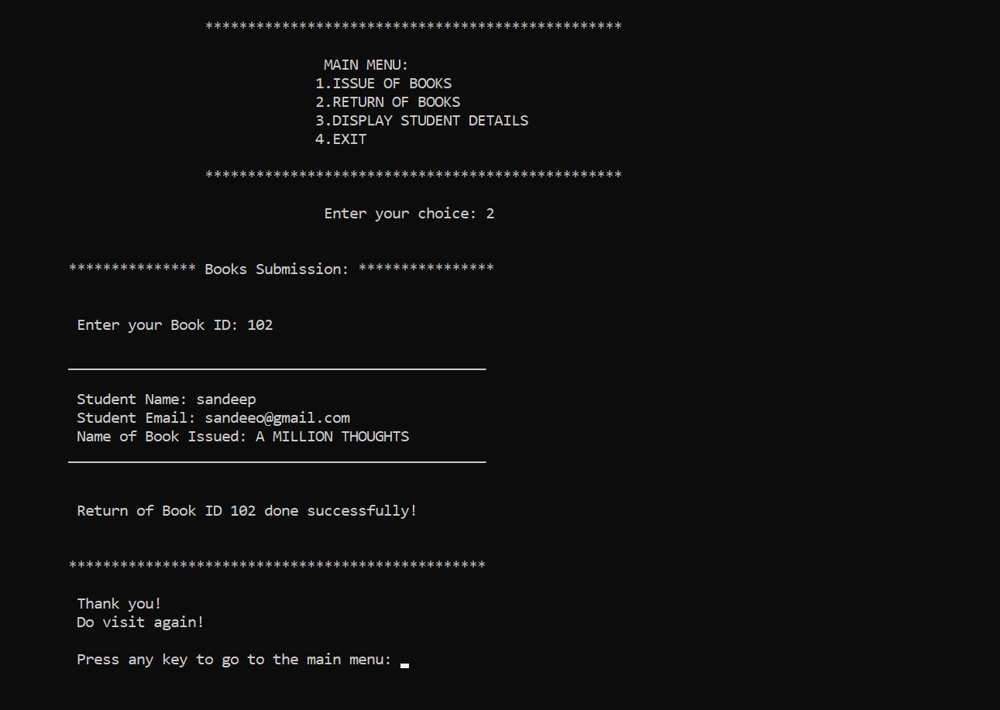 *************************************************
MAIN MENU:
1.ISSUE OF BOOKS
2.RETURN OF BOOKS
3.DISPLAY STUDENT DETAILS
4.EXIT
*************************************************
Enter your choice: 2
*************** Books Submission: ****************
Enter your Book ID: 102
Student Name: sandeep
Student Email: sandeeo@gmail.com
Name of Book Issued: A MILLION THOUGHTS
Return of Book ID 102 done successfully!
*************************************************
Thank you!
Do visit again!
Press any key to go to the main menu: